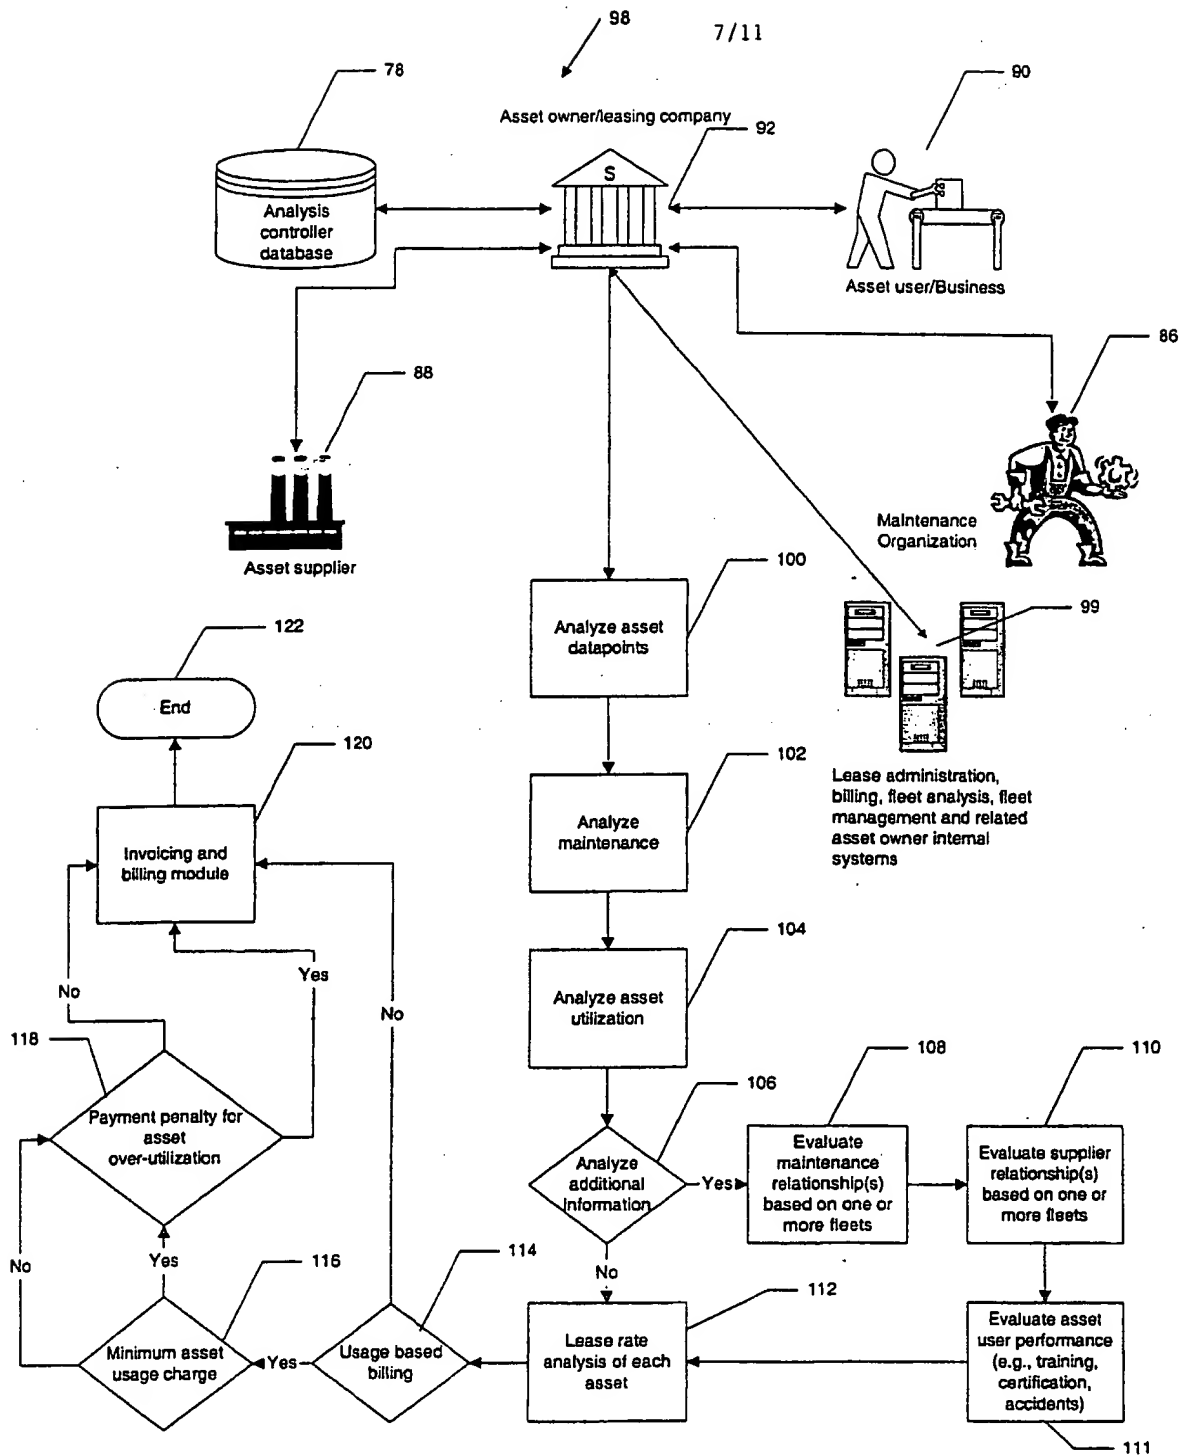 98
7/11
78
90
Asset owner/leasing company
92
S
Analysis
controller
database
Asset user/Business
86
88
Maintenance
Organization
Asset supplier
100
99
Analyze asset
datapoints
122
End
120
102
Lease administration,
billing, fleet analysis, fleet
management and related
asset owner internal
systems
Analyze
maintenance
Invoicing and
billing module
104
Yes
No
No
Analyze asset
utilization
118
108
110
106
Payment penalty for
asset
over-utilization
Analyze
additional
information
Yes
Evaluate
maintenance
relationship(s)
based on one or
more fleets
Evaluate supplier
relationship(s)
based on one or
more fleets
No
Yes
116
114
No
112
Minimum asset
usage charge
Yes
Usage based
billing
Lease rate
analysis of each
asset
Evaluate asset
user performance
(e.g., training,
certification,
accidents)
111